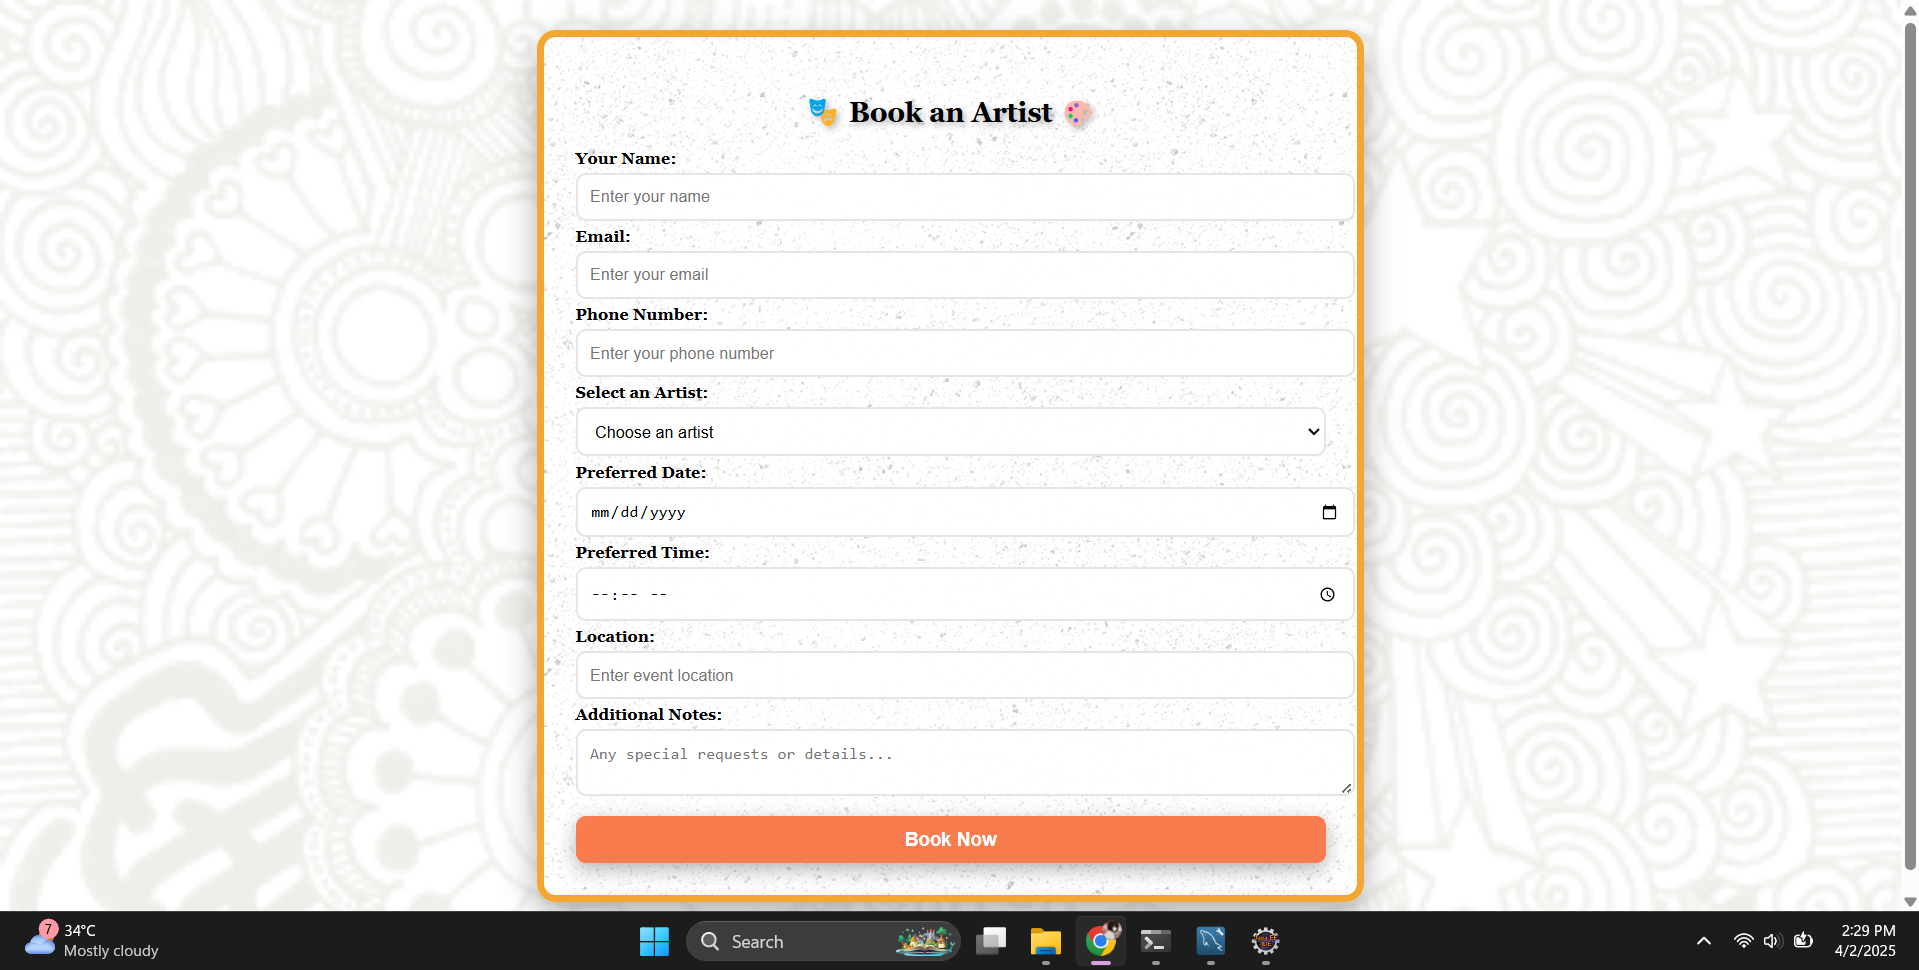 Book an Artist
Your Name:
Enter your name
Email:
Enter your email
Phone Number:
Enter your phone number
Select an Artist:
Choose an artist
Preferred Date:
mm/dd/yyyy
Preferred Time:
--:-- --
Location:
Enter event location
Additional Notes:
Any special requests or details...
Book Now
7
34°C
Mostly cloudy
Search
2:29 PM
4/2/2025